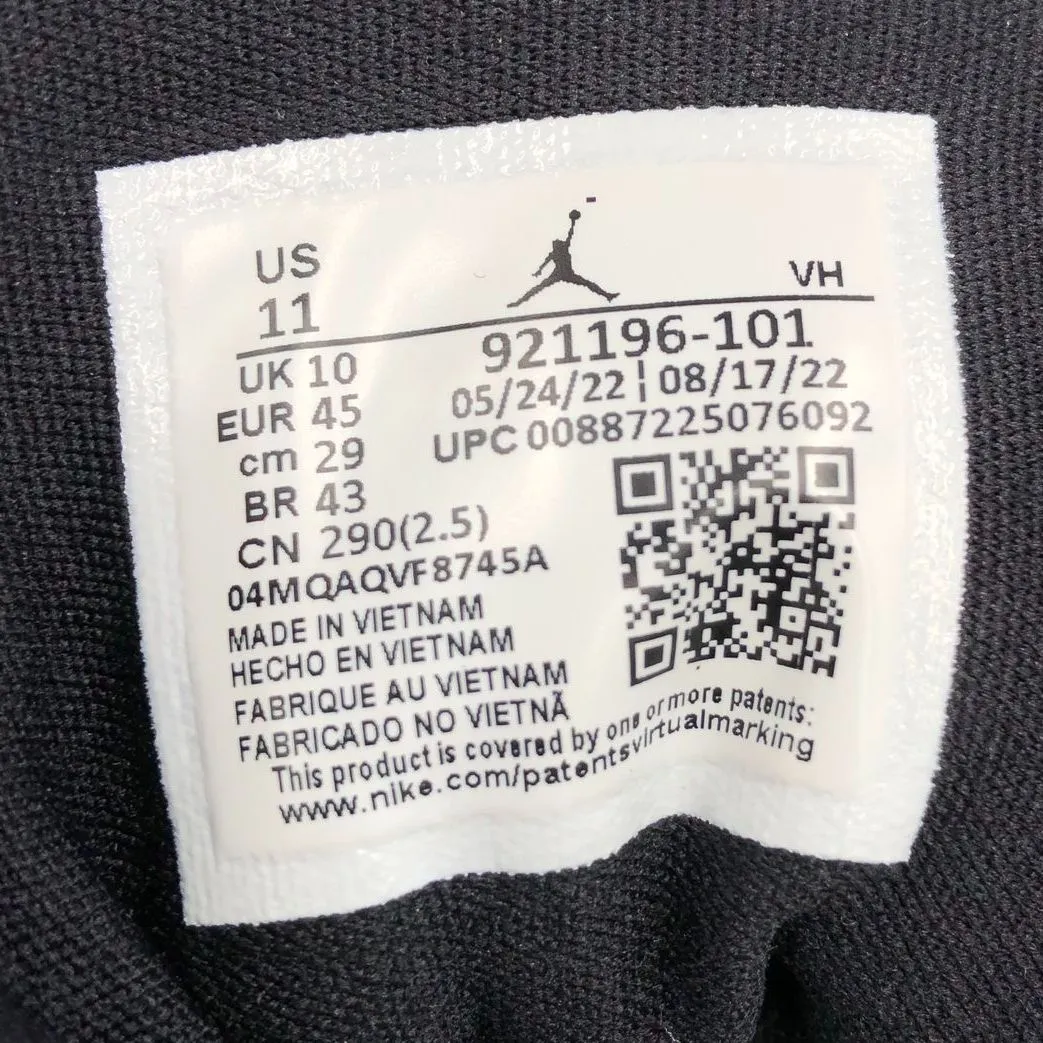 US
11
VH
UK 10
EUR 45
cm 29
BR 43
CN 290(2.5)
921196-101
05/24/22 ¦ 08/17/22
UPC 00887225076092
04MQAQVF8745A
MADE IN VIETNAM
HECHO EN VIETNAM
FABRIQUE AU VIETNAM
FABRICADO NO VIETNÃ
This product is covered by one or more patents:
www.nike.com/patentsvirtualmarking